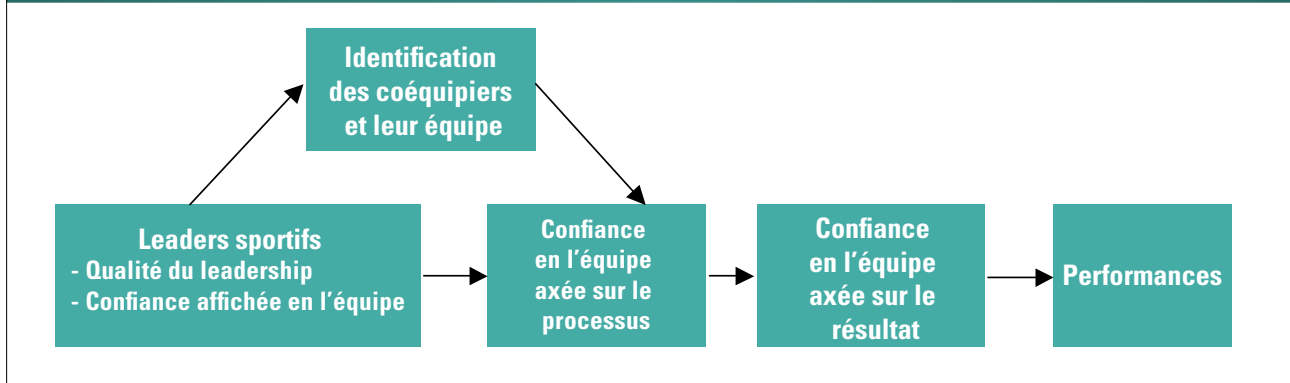 Identification
des coéquipiers
et leur équipe
Leaders sportifs
- Qualité du leadership
- Confiance affichée en l'équipe
Confiance
en l'équipe
axée sur le
processus
Confiance
en l'équipe
axée sur le
résultat
Performances